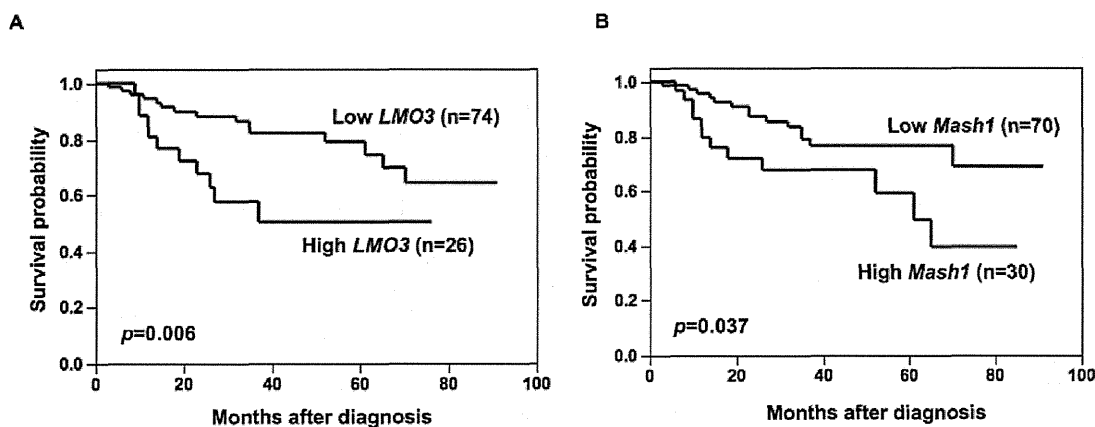 A
1.0
0.8
0.6
0.4
0.2
0.0
Survival probability
Low LMO3 (n=74)
High LMO3 (n=26)
p=0.006
0 20 40 60 80 100
Months after diagnosis
B
1.0
0.8
0.6
0.4
0.2
0.0
Survival probability
Low Mash1 (n=70)
High Mash1 (n=30)
p=0.037
0 20 40 60 80 100
Months after diagnosis